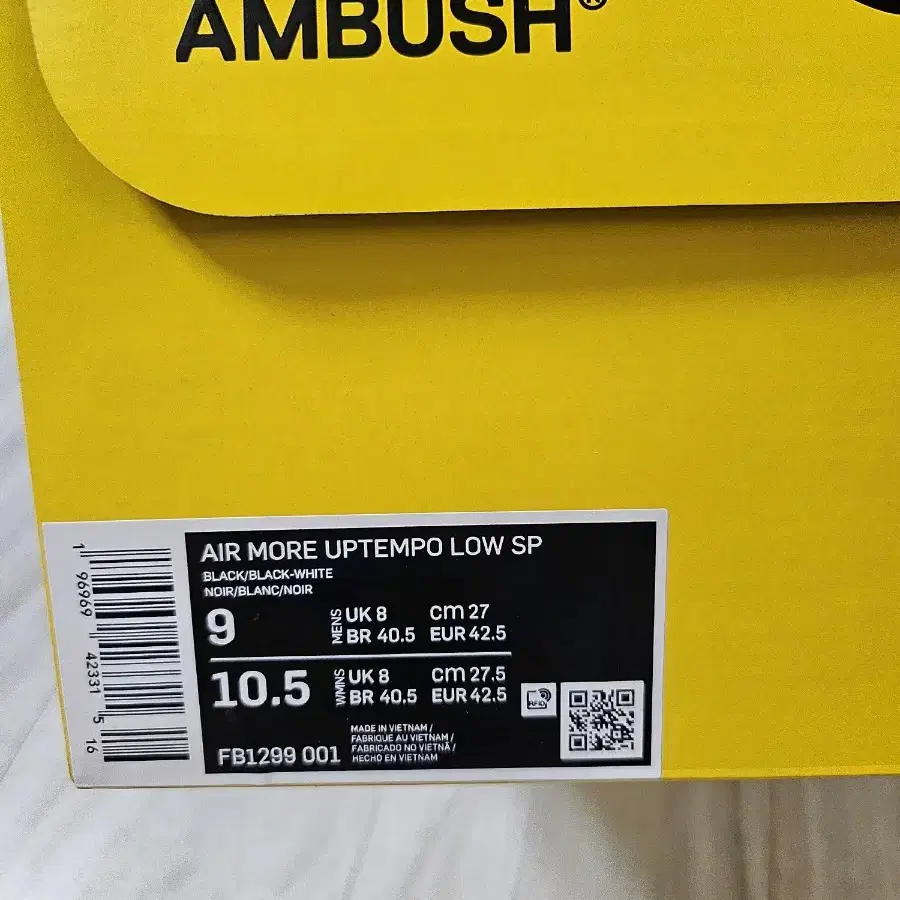 AMBUSH®
AIR MORE UPTEMPO LOW SP
BLACK/BLACK-WHITE
NOIR/BLANC/NOIR
9 MENS UK 8 cm 27
BR 40.5 EUR 42.5
10.5 WMNS UK 8 cm 27.5
BR 40.5 EUR 42.5
MADE IN VIETNAM /
FABRIQUE AU VIETNAM /
FABRICADO NO VIETNÃ /
HECHO EN VIETNAM
FB1299 001
RFID
1 96969 42331 5 16